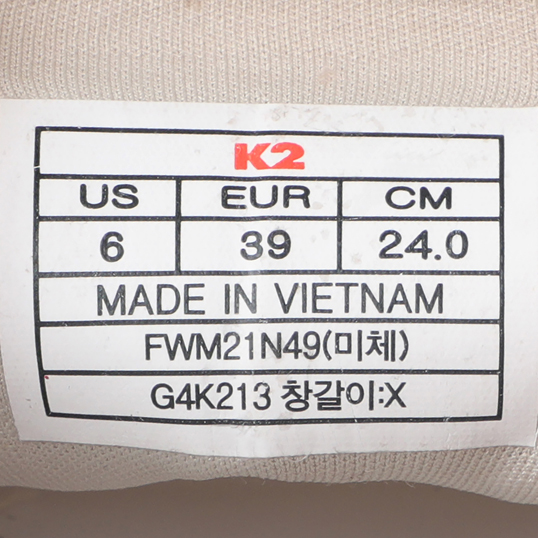 K2
US EUR CM
6 39 24.0
MADE IN VIETNAM
FWM21N49(미체)
G4K213 창갈이:X